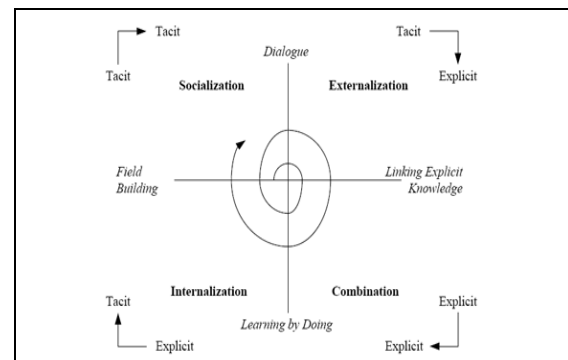 Tacit
Tacit
Tacit
Explicit
Dialogue
Socialization
Externalization
Field
Building
Linking Explicit
Knowledge
Internalization
Combination
Tacit
Explicit
Learning by Doing
Explicit
Explicit